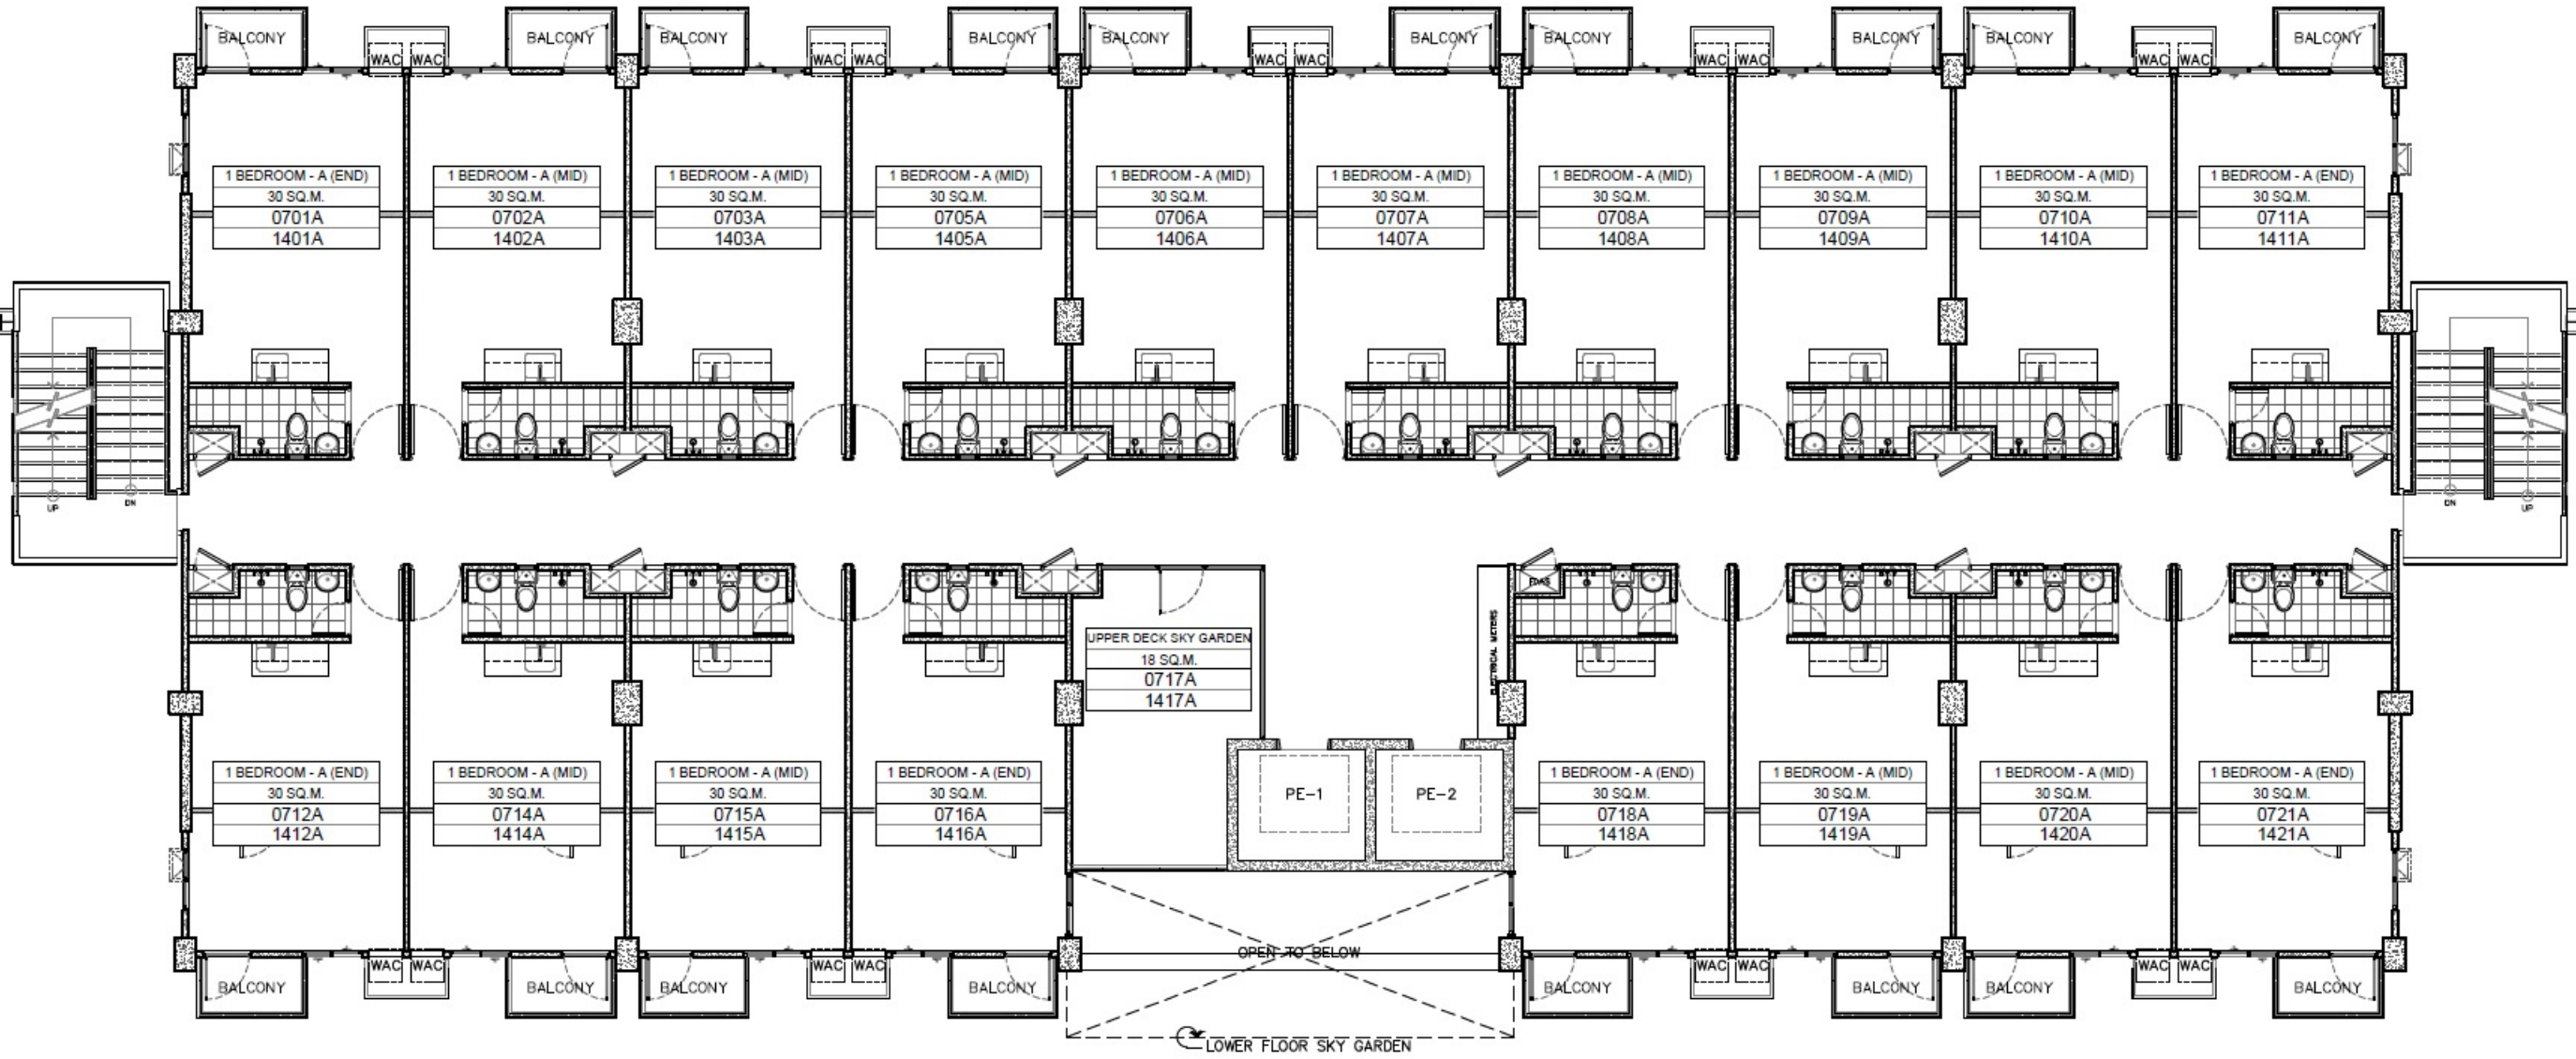 BALCONY BALCONY BALCONY BALCONY BALCONY BALCONY BALCONY BALCONY BALCONY BALCONY
WAC WAC WAC WAC WAC WAC WAC WAC WAC WAC
1 BEDROOM - A (END)
30 SQ.M.
0701A
1401A
1 BEDROOM - A (MID)
30 SQ.M.
0702A
1402A
1 BEDROOM - A (MID)
30 SQ.M.
0703A
1403A
1 BEDROOM - A (MID)
30 SQ.M.
0705A
1405A
1 BEDROOM - A (MID)
30 SQ.M.
0706A
1406A
1 BEDROOM - A (MID)
30 SQ.M.
0707A
1407A
1 BEDROOM - A (MID)
30 SQ.M.
0708A
1408A
1 BEDROOM - A (MID)
30 SQ.M.
0709A
1409A
1 BEDROOM - A (MID)
30 SQ.M.
0710A
1410A
1 BEDROOM - A (END)
30 SQ.M.
0711A
1411A
UP DN DN UP
FDAS
ELECTRICAL METERS
UPPER DECK SKY GARDEN
18 SQ.M.
0717A
1417A
PE-1 PE-2
1 BEDROOM - A (END)
30 SQ.M.
0712A
1412A
1 BEDROOM - A (MID)
30 SQ.M.
0714A
1414A
1 BEDROOM - A (MID)
30 SQ.M.
0715A
1415A
1 BEDROOM - A (END)
30 SQ.M.
0716A
1416A
1 BEDROOM - A (END)
30 SQ.M.
0718A
1418A
1 BEDROOM - A (MID)
30 SQ.M.
0719A
1419A
1 BEDROOM - A (MID)
30 SQ.M.
0720A
1420A
1 BEDROOM - A (END)
30 SQ.M.
0721A
1421A
OPEN TO BELOW
WAC WAC WAC WAC WAC WAC WAC WAC
BALCONY BALCONY BALCONY BALCONY BALCONY BALCONY BALCONY BALCONY
LOWER FLOOR SKY GARDEN